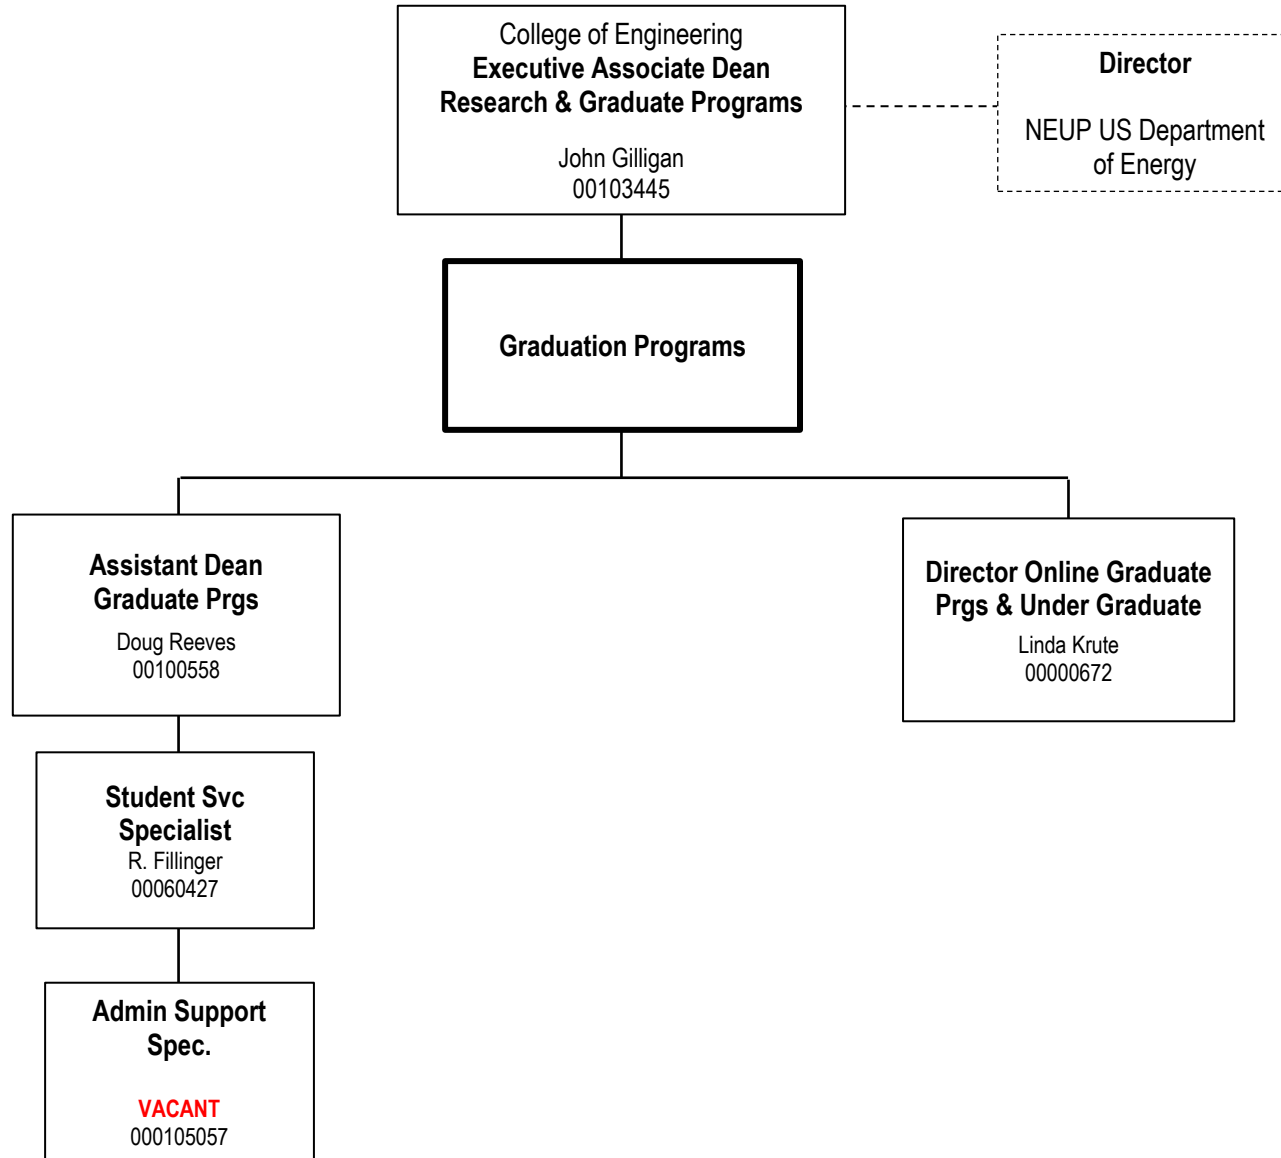 College of Engineering
Executive Associate Dean
Research & Graduate Programs
John Gilligan
00103445
Director
NEUP US Department
of Energy
Graduation Programs
Assistant Dean
Graduate Prgs
Doug Reeves
00100558
Director Online Graduate
Prgs & Under Graduate
Linda Krute
00000672
Student Svc
Specialist
R. Fillinger
00060427
Admin Support
Spec.
VACANT
000105057